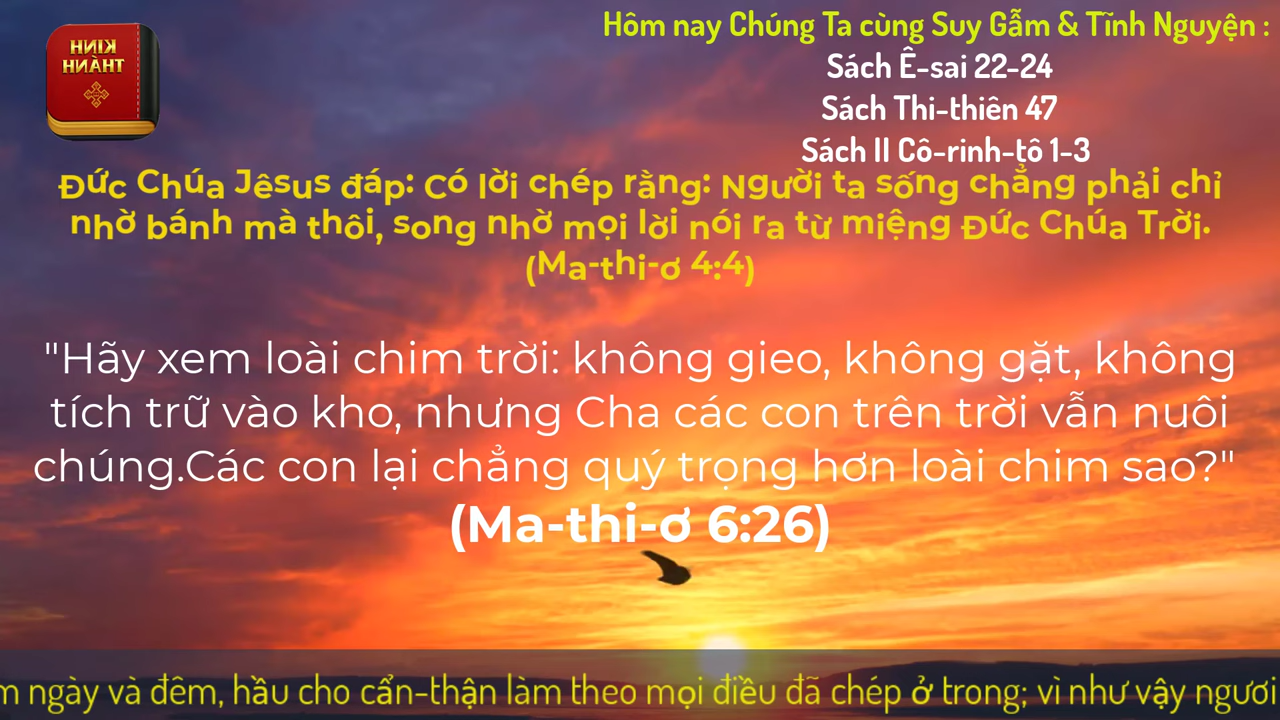 KINH
THÀNH
Hôm nay Chúng Ta cùng Suy Gẫm & Tĩnh Nguyện :
Sách Ê-sai 22-24
Sách Thi-thiên 47
Sách II Cô-rinh-tô 1-3
Đức Chúa Jêsus đáp: Có lời chép rằng: Người ta sống chẳng phải chỉ
nhờ bánh mà thôi, song nhờ mọi lời nói ra từ miệng Đức Chúa Trời.
(Ma-thi-ơ 4:4)
"Hãy xem loài chim trời: không gieo, không gặt, không
tích trữ vào kho, nhưng Cha các con trên trời vẫn nuôi
chúng.Các con lại chẳng quý trọng hơn loài chim sao?"
(Ma-thi-ơ 6:26)
m ngày và đêm, hầu cho cẩn-thận làm theo mọi điều đã chép ở trong; vì như vậy ngươi